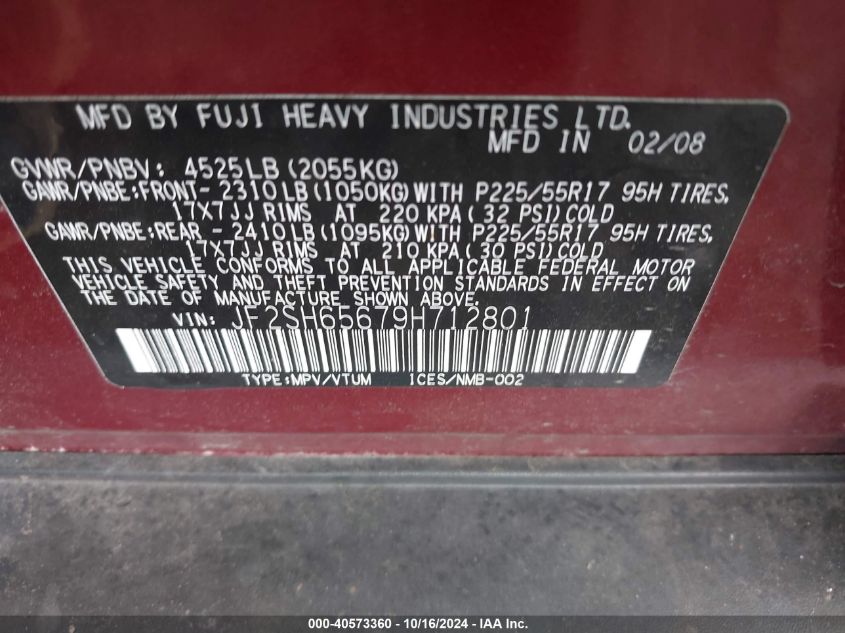 MFD BY FUJI HEAVY INDUSTRIES LTD.
MFD IN 02/08
GVWR/PNBV: 4525LB(2055KG)
GAWR/PNBE:FRONT- 2310LB(1050KG)WITH P225/55R17 95H TIRES,
17X7JJ RIMS AT 220 KPA(32 PSI)COLD
GAWR/PNBE:REAR - 2410LB(1095KG)WITH P225/55R17 95H TIRES,
17X7JJ RIMS AT 210 KPA(30 PSI)COLD
THIS VEHICLE CONFORMS TO ALL APPLICABLE FEDERAL MOTOR
VEHICLE SAFETY AND THEFT PREVENTION STANDARDS IN EFFECT ON
THE DATE OF MANUFACTURE SHOWN ABOVE.
VIN: JF2SH65679H712801
TYPE:MPV/VTUM ICES/NMB-002
000-40573360 - 10/16/2024 - IAA Inc.